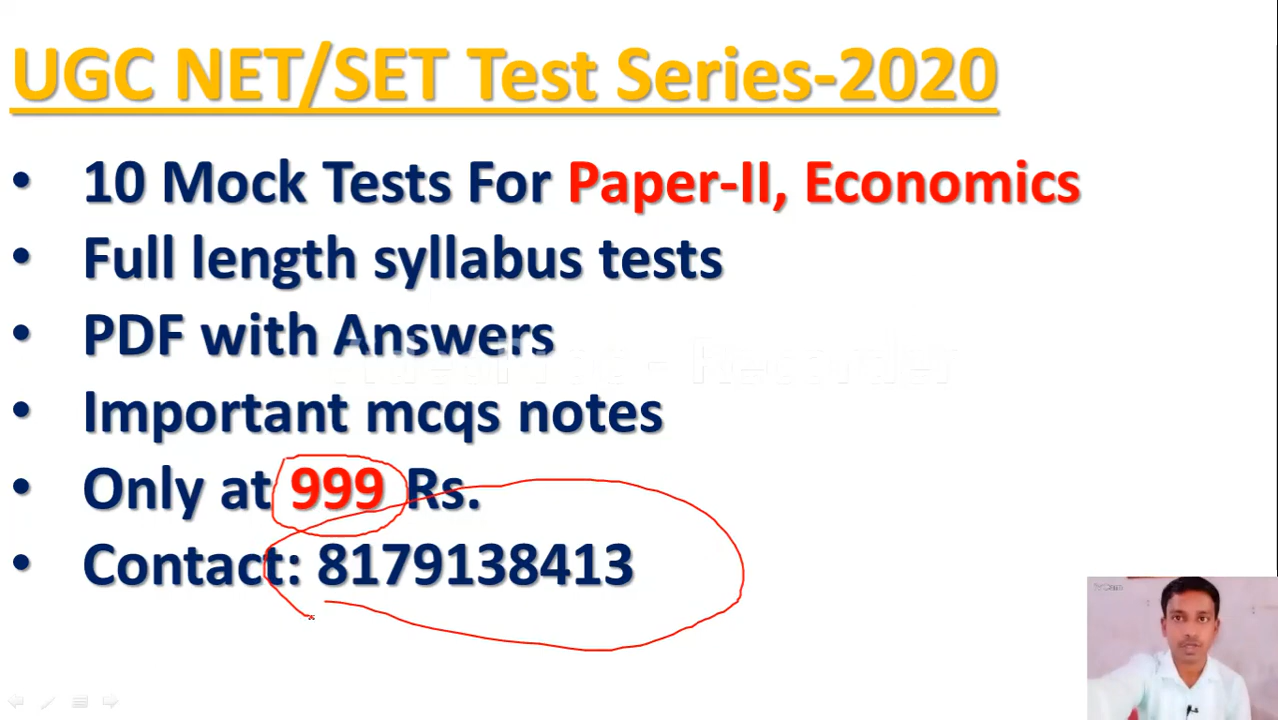 UGC NET/SET Test Series-2020
• 10 Mock Tests For Paper-II, Economics
• Full length syllabus tests
• PDF with Answers
• Important mcqs notes
• Only at 999 Rs.
• Contact: 8179138413